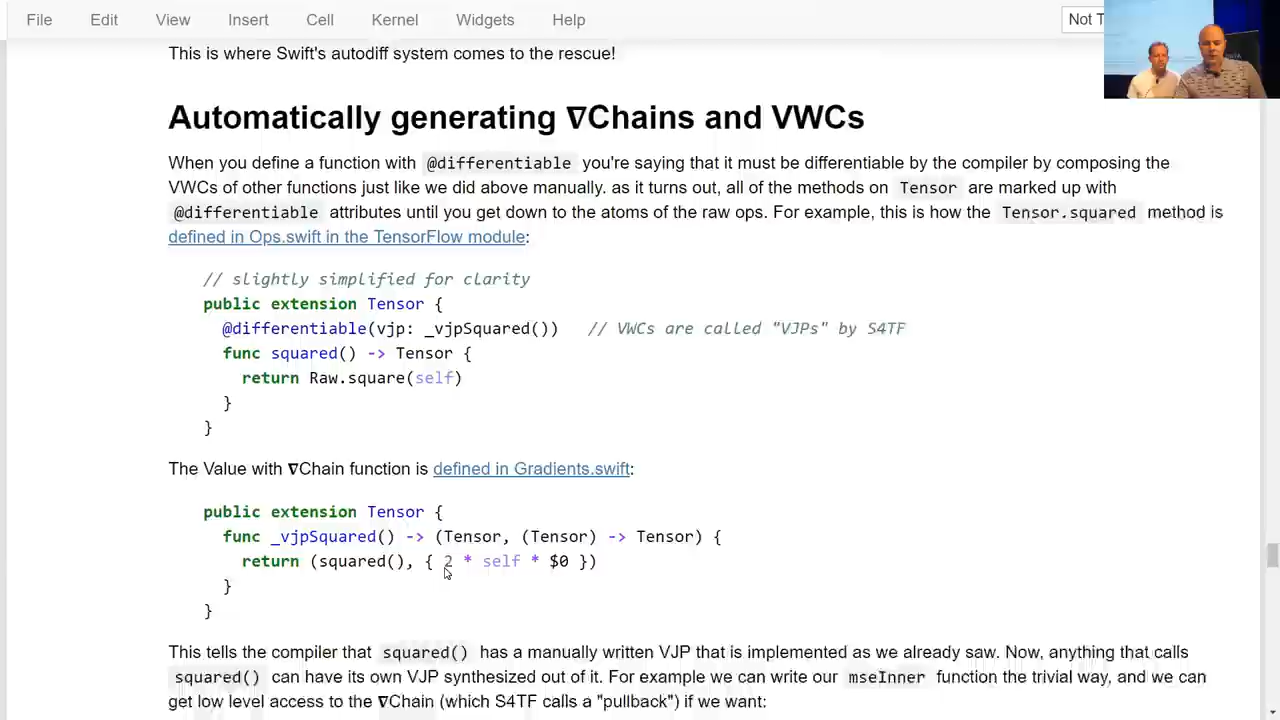 File Edit View Insert Cell Kernel Widgets Help Not T
This is where Swift's autodiff system comes to the rescue!
Automatically generating ∇Chains and VWCs
When you define a function with @differentiable you're saying that it must be differentiable by the compiler by composing the
VWCs of other functions just like we did above manually. as it turns out, all of the methods on Tensor are marked up with
@differentiable attributes until you get down to the atoms of the raw ops. For example, this is how the Tensor.squared method is
defined in Ops.swift in the TensorFlow module:
// slightly simplified for clarity
public extension Tensor {
@differentiable(vjp: _vjpSquared()) // VWCs are called "VJPs" by S4TF
func squared() -> Tensor {
return Raw.square(self)
}
}
The Value with ∇Chain function is defined in Gradients.swift:
public extension Tensor {
func _vjpSquared() -> (Tensor, (Tensor) -> Tensor) {
return (squared(), { 2 * self * $0 })
}
}
This tells the compiler that squared() has a manually written VJP that is implemented as we already saw. Now, anything that calls
squared() can have its own VJP synthesized out of it. For example we can write our mseInner function the trivial way, and we can
get low level access to the ∇Chain (which S4TF calls a "pullback") if we want: